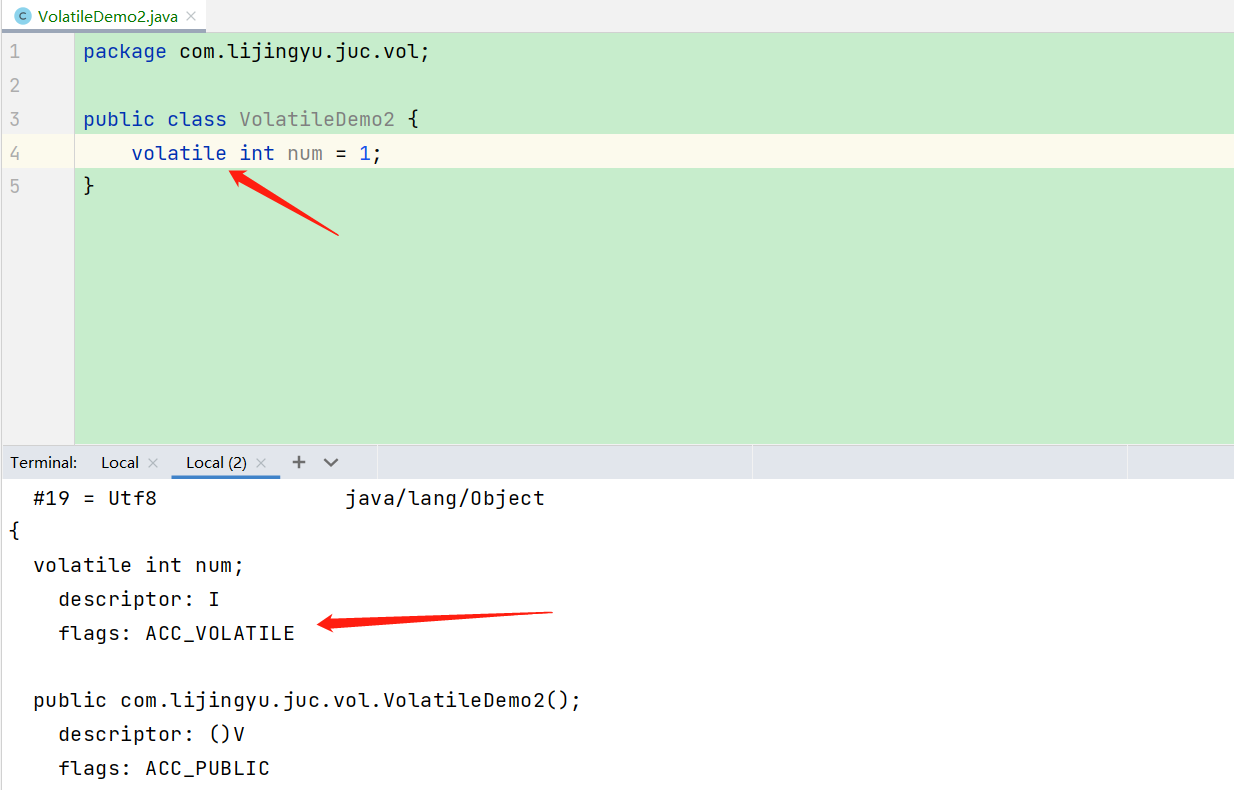 VolatileDemo2.java
1 package com.lijingyu.juc.vol;
2
3 public class VolatileDemo2 {
4 volatile int num = 1;
5 }
Terminal: Local Local (2)
#19 = Utf8 java/lang/Object
{
volatile int num;
descriptor: I
flags: ACC_VOLATILE
public com.lijingyu.juc.vol.VolatileDemo2();
descriptor: ()V
flags: ACC_PUBLIC